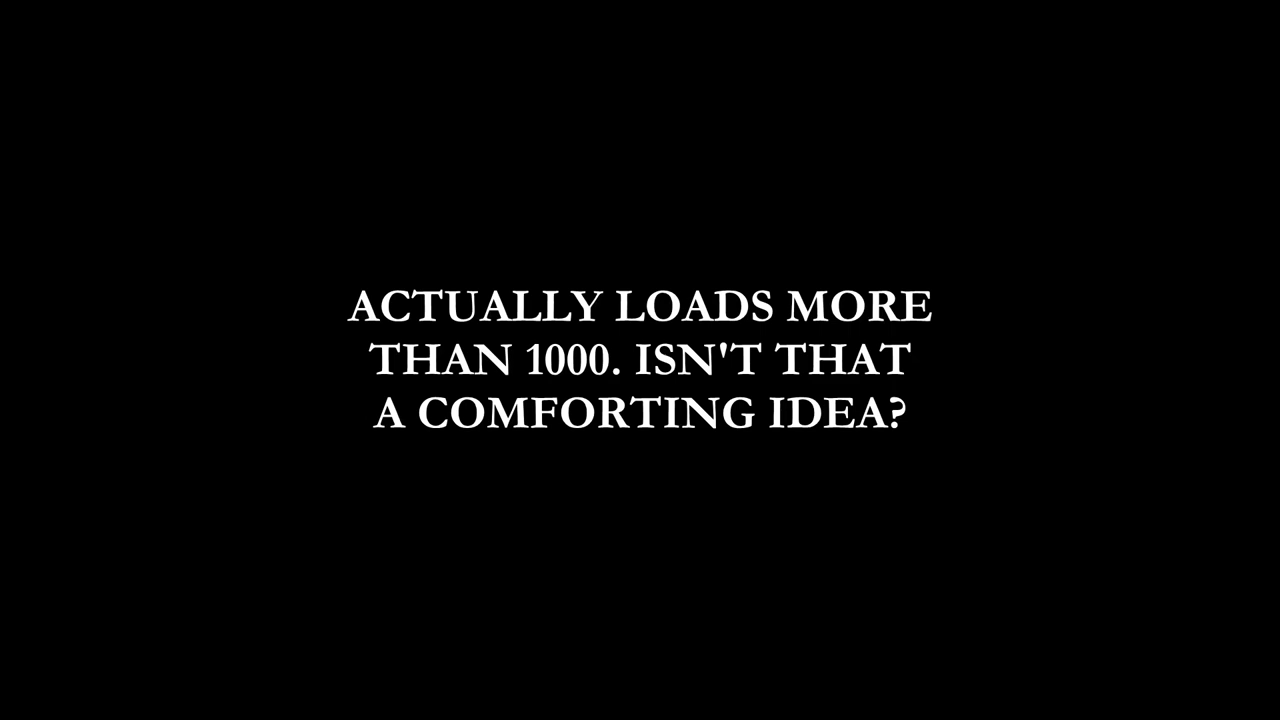 ACTUALLY LOADS MORE
THAN 1000. ISN'T THAT
A COMFORTING IDEA?